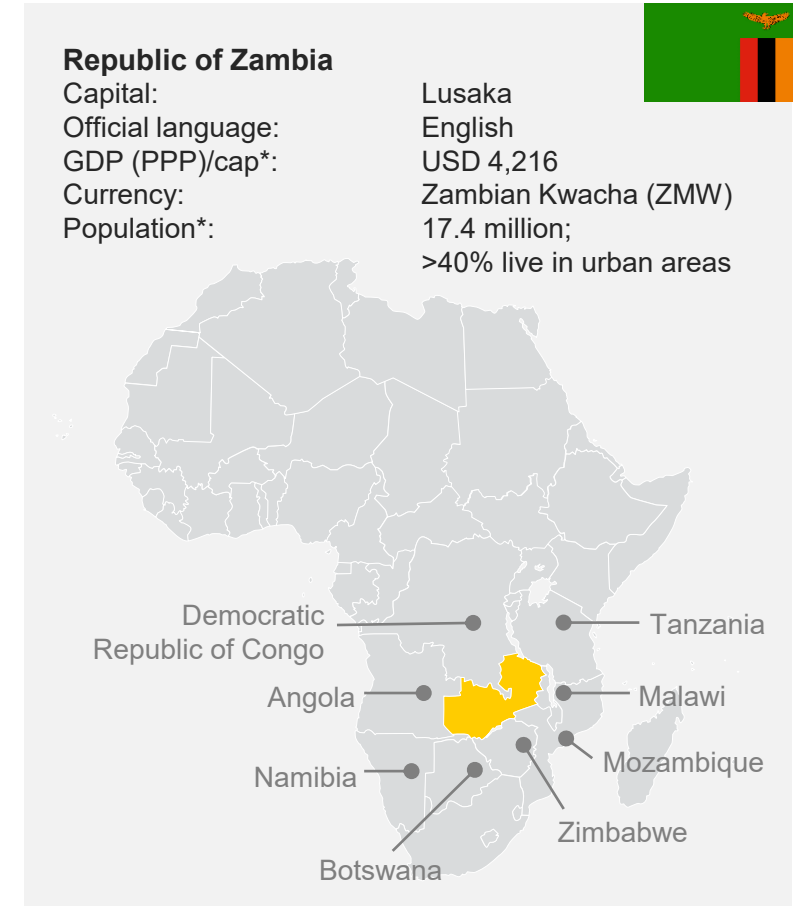 Republic of Zambia
Capital: Lusaka
Official language: English
GDP (PPP)/cap*: USD 4,216
Currency: Zambian Kwacha (ZMW)
Population*: 17.4 million;
>40% live in urban areas
Democratic
Republic of Congo
Tanzania
Angola
Malawi
Namibia
Mozambique
Zimbabwe
Botswana